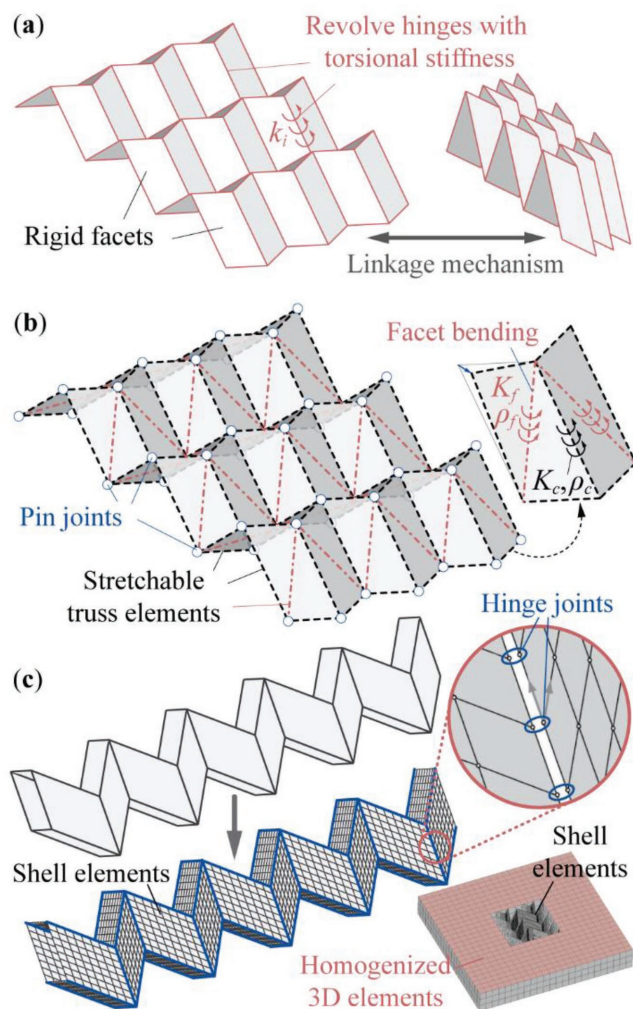 (a)
Revolve hinges with
torsional stiffness
k_i
Rigid facets
Linkage mechanism
(b)
Facet bending
K_f
ρ_f
K_c, ρ_c
Pin joints
Stretchable
truss elements
Hinge joints
(c)
Shell elements
Shell
elements
Homogenized
3D elements